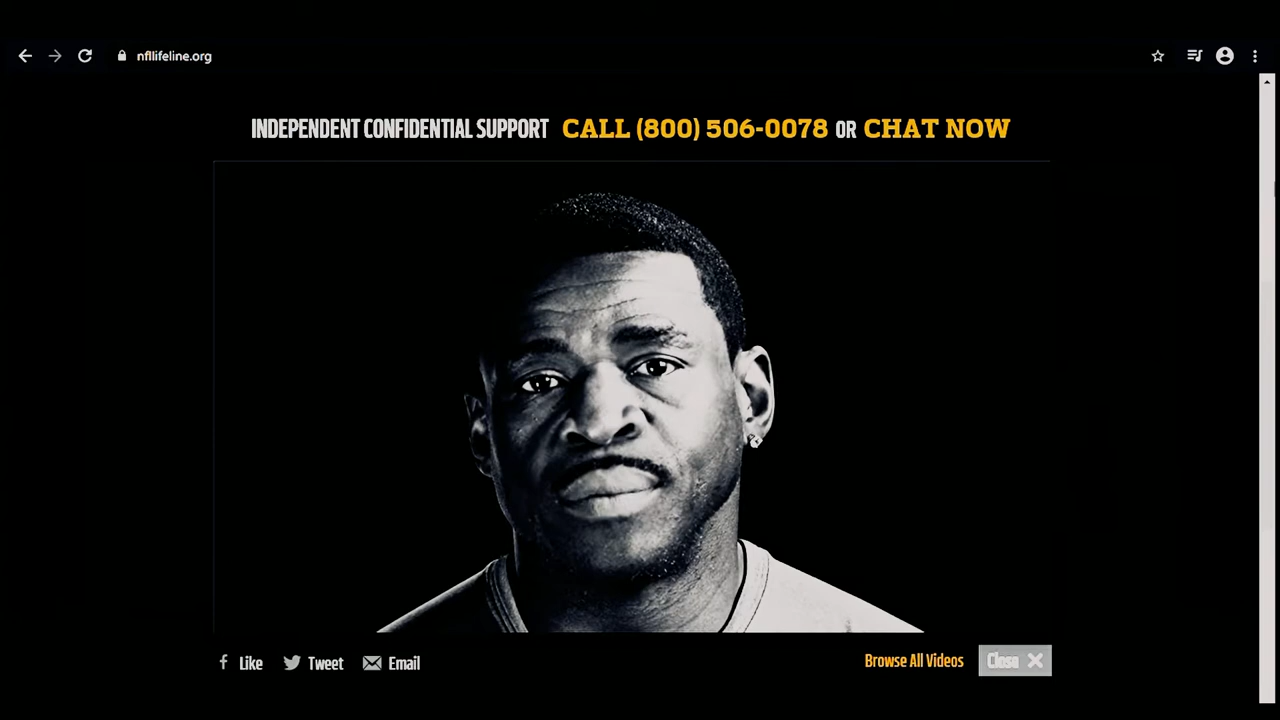 nfllifeline.org
INDEPENDENT CONFIDENTIAL SUPPORT CALL (800) 506-0078 OR CHAT NOW
Like Tweet Email Browse All Videos Close